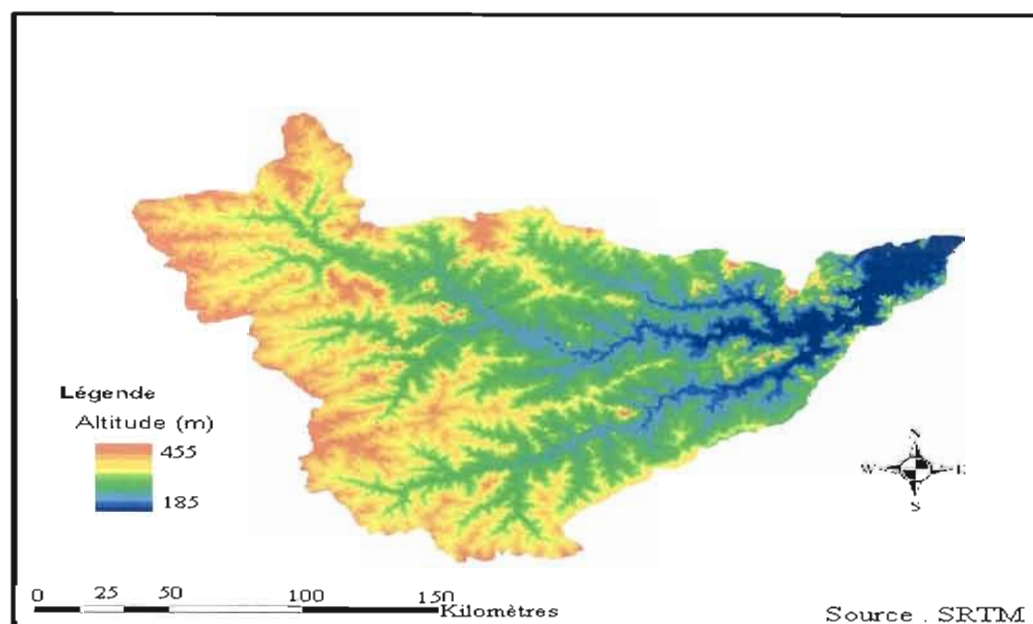 Légende
Altitude (m)
455
185
N
W E
S
0 25 50 100 150
Kilomètres
Source . SRTM